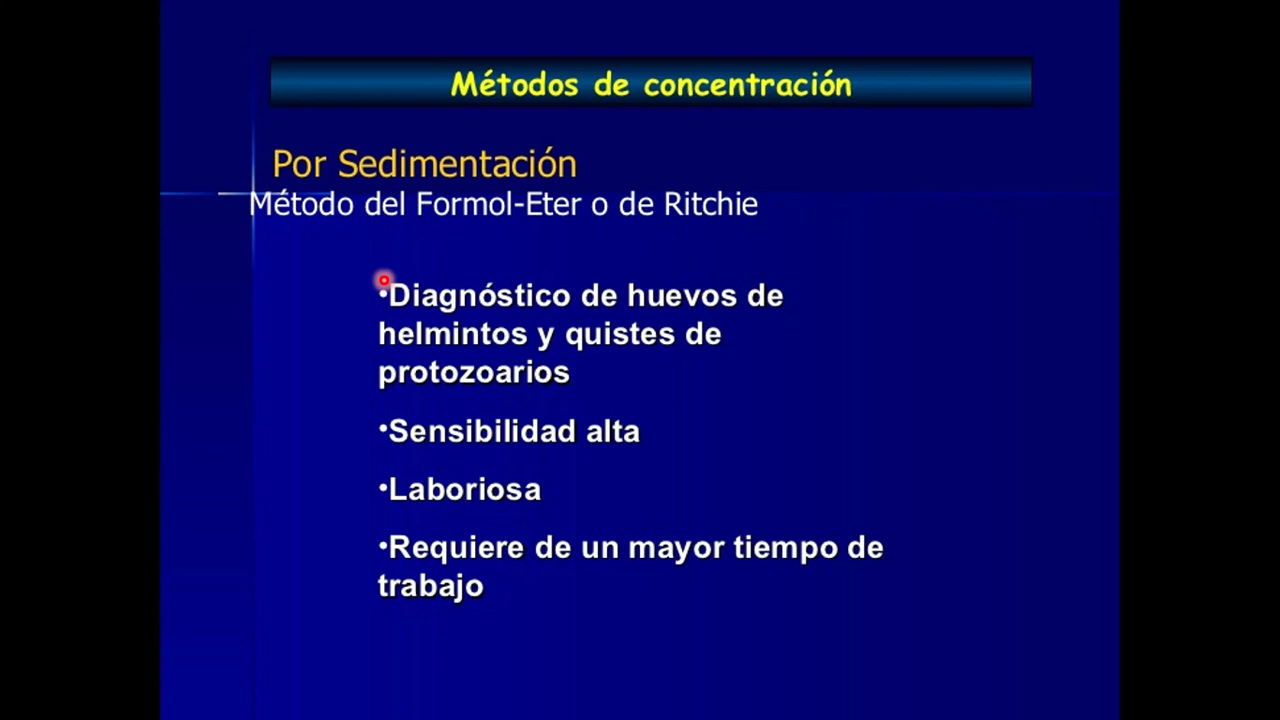 Métodos de concentración
Por Sedimentación
Método del Formol-Eter o de Ritchie
•Diagnóstico de huevos de
helmintos y quistes de
protozoarios
•Sensibilidad alta
•Laboriosa
•Requiere de un mayor tiempo de
trabajo